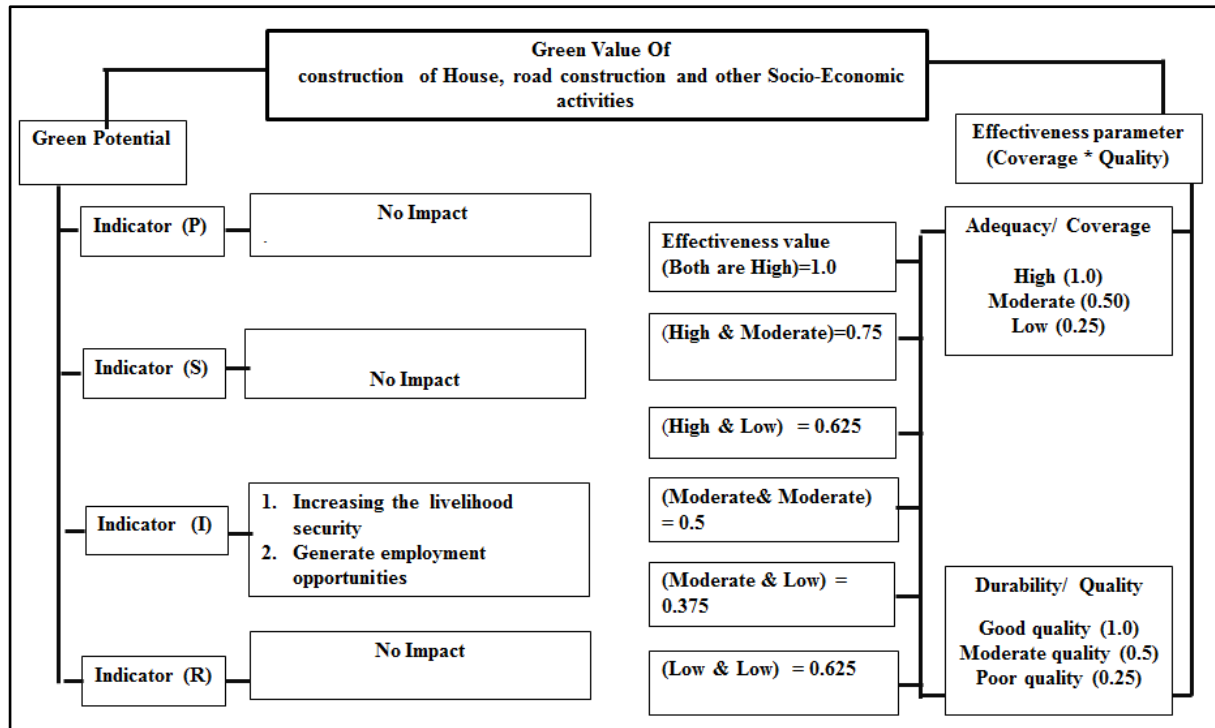 Green Value Of
construction of House, road construction and other Socio-Economic
activities
Green Potential
Effectiveness parameter
(Coverage * Quality)
Indicator (P)
No Impact
.
Indicator (S)
No Impact
Indicator (I)
1. Increasing the livelihood
security
2. Generate employment
opportunities
Indicator (R)
No Impact
Effectiveness value
(Both are High)=1.0
(High & Moderate)=0.75
(High & Low) = 0.625
(Moderate& Moderate)
= 0.5
(Moderate & Low) =
0.375
(Low & Low) = 0.625
Adequacy/ Coverage
High (1.0)
Moderate (0.50)
Low (0.25)
Durability/ Quality
Good quality (1.0)
Moderate quality (0.5)
Poor quality (0.25)